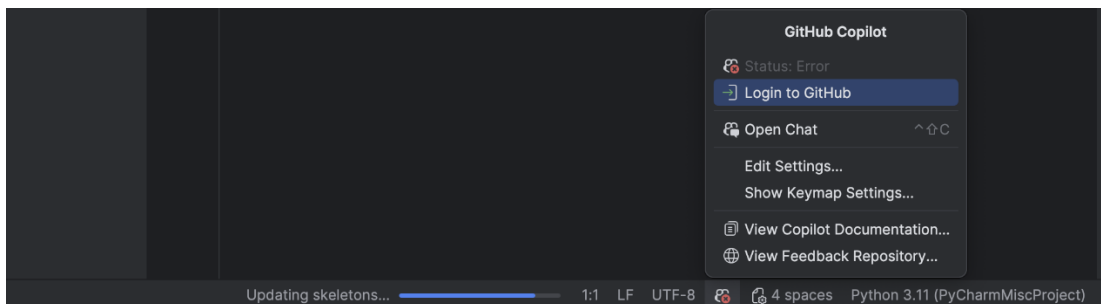 GitHub Copilot
Status: Error
Login to GitHub
Open Chat ^⇧C
Edit Settings...
Show Keymap Settings...
View Copilot Documentation...
View Feedback Repository...
Updating skeletons... 1:1 LF UTF-8 4 spaces Python 3.11 (PyCharmMiscProject)